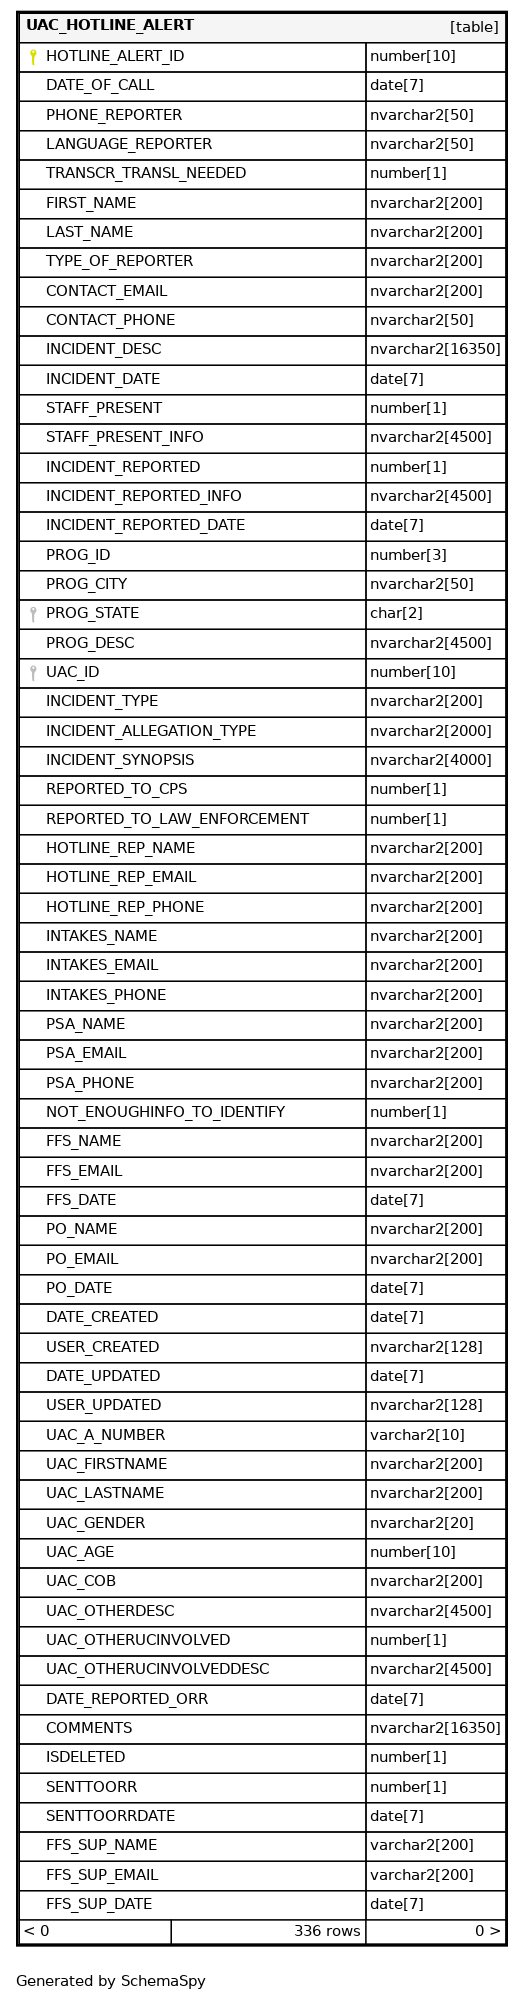 UAC_HOTLINE_ALERT [table]
HOTLINE_ALERT_ID number[10]
DATE_OF_CALL date[7]
PHONE_REPORTER nvarchar2[50]
LANGUAGE_REPORTER nvarchar2[50]
TRANSCR_TRANSL_NEEDED number[1]
FIRST_NAME nvarchar2[200]
LAST_NAME nvarchar2[200]
TYPE_OF_REPORTER nvarchar2[200]
CONTACT_EMAIL nvarchar2[200]
CONTACT_PHONE nvarchar2[50]
INCIDENT_DESC nvarchar2[16350]
INCIDENT_DATE date[7]
STAFF_PRESENT number[1]
STAFF_PRESENT_INFO nvarchar2[4500]
INCIDENT_REPORTED number[1]
INCIDENT_REPORTED_INFO nvarchar2[4500]
INCIDENT_REPORTED_DATE date[7]
PROG_ID number[3]
PROG_CITY nvarchar2[50]
PROG_STATE char[2]
PROG_DESC nvarchar2[4500]
UAC_ID number[10]
INCIDENT_TYPE nvarchar2[200]
INCIDENT_ALLEGATION_TYPE nvarchar2[2000]
INCIDENT_SYNOPSIS nvarchar2[4000]
REPORTED_TO_CPS number[1]
REPORTED_TO_LAW_ENFORCEMENT number[1]
HOTLINE_REP_NAME nvarchar2[200]
HOTLINE_REP_EMAIL nvarchar2[200]
HOTLINE_REP_PHONE nvarchar2[200]
INTAKES_NAME nvarchar2[200]
INTAKES_EMAIL nvarchar2[200]
INTAKES_PHONE nvarchar2[200]
PSA_NAME nvarchar2[200]
PSA_EMAIL nvarchar2[200]
PSA_PHONE nvarchar2[200]
NOT_ENOUGHINFO_TO_IDENTIFY number[1]
FFS_NAME nvarchar2[200]
FFS_EMAIL nvarchar2[200]
FFS_DATE date[7]
PO_NAME nvarchar2[200]
PO_EMAIL nvarchar2[200]
PO_DATE date[7]
DATE_CREATED date[7]
USER_CREATED nvarchar2[128]
DATE_UPDATED date[7]
USER_UPDATED nvarchar2[128]
UAC_A_NUMBER varchar2[10]
UAC_FIRSTNAME nvarchar2[200]
UAC_LASTNAME nvarchar2[200]
UAC_GENDER nvarchar2[20]
UAC_AGE number[10]
UAC_COB nvarchar2[200]
UAC_OTHERDESC nvarchar2[4500]
UAC_OTHERUCINVOLVED number[1]
UAC_OTHERUCINVOLVEDDESC nvarchar2[4500]
DATE_REPORTED_ORR date[7]
COMMENTS nvarchar2[16350]
ISDELETED number[1]
SENTTOORR number[1]
SENTTOORRDATE date[7]
FFS_SUP_NAME varchar2[200]
FFS_SUP_EMAIL varchar2[200]
FFS_SUP_DATE date[7]
< 0 336 rows 0 >
Generated by SchemaSpy